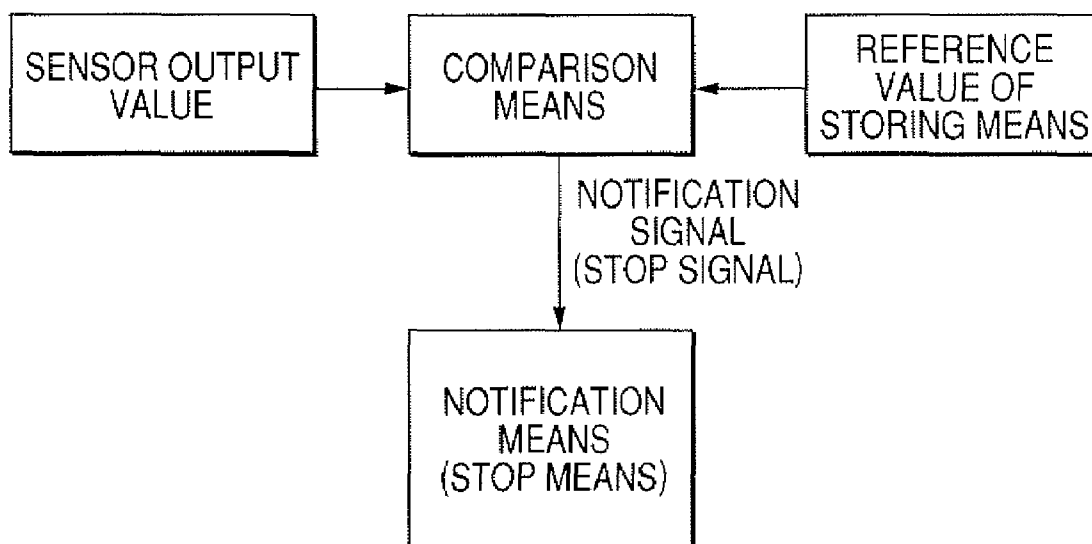 SENSOR OUTPUT
VALUE
COMPARISON
MEANS
REFERENCE
VALUE OF
STORING MEANS
NOTIFICATION
SIGNAL
(STOP SIGNAL)
NOTIFICATION
MEANS
(STOP MEANS)